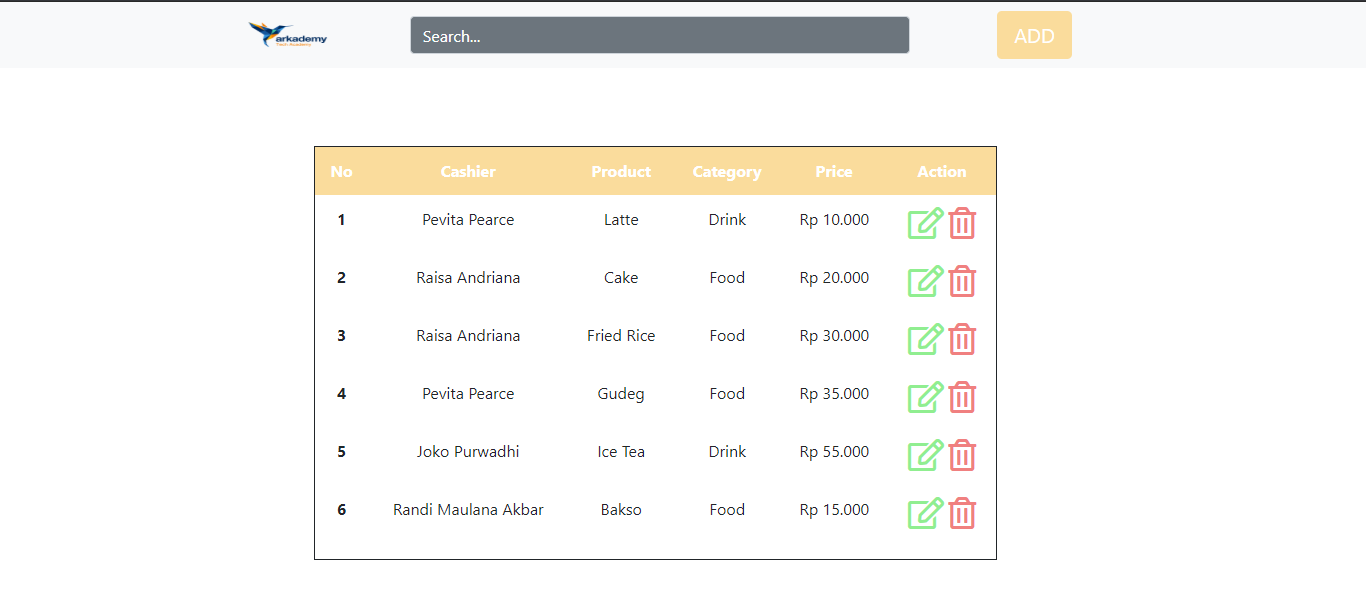 arkademy
Tech Academy
Search...
ADD
No Cashier Product Category Price Action
1 Pevita Pearce Latte Drink Rp 10.000
2 Raisa Andriana Cake Food Rp 20.000
3 Raisa Andriana Fried Rice Food Rp 30.000
4 Pevita Pearce Gudeg Food Rp 35.000
5 Joko Purwadhi Ice Tea Drink Rp 55.000
6 Randi Maulana Akbar Bakso Food Rp 15.000